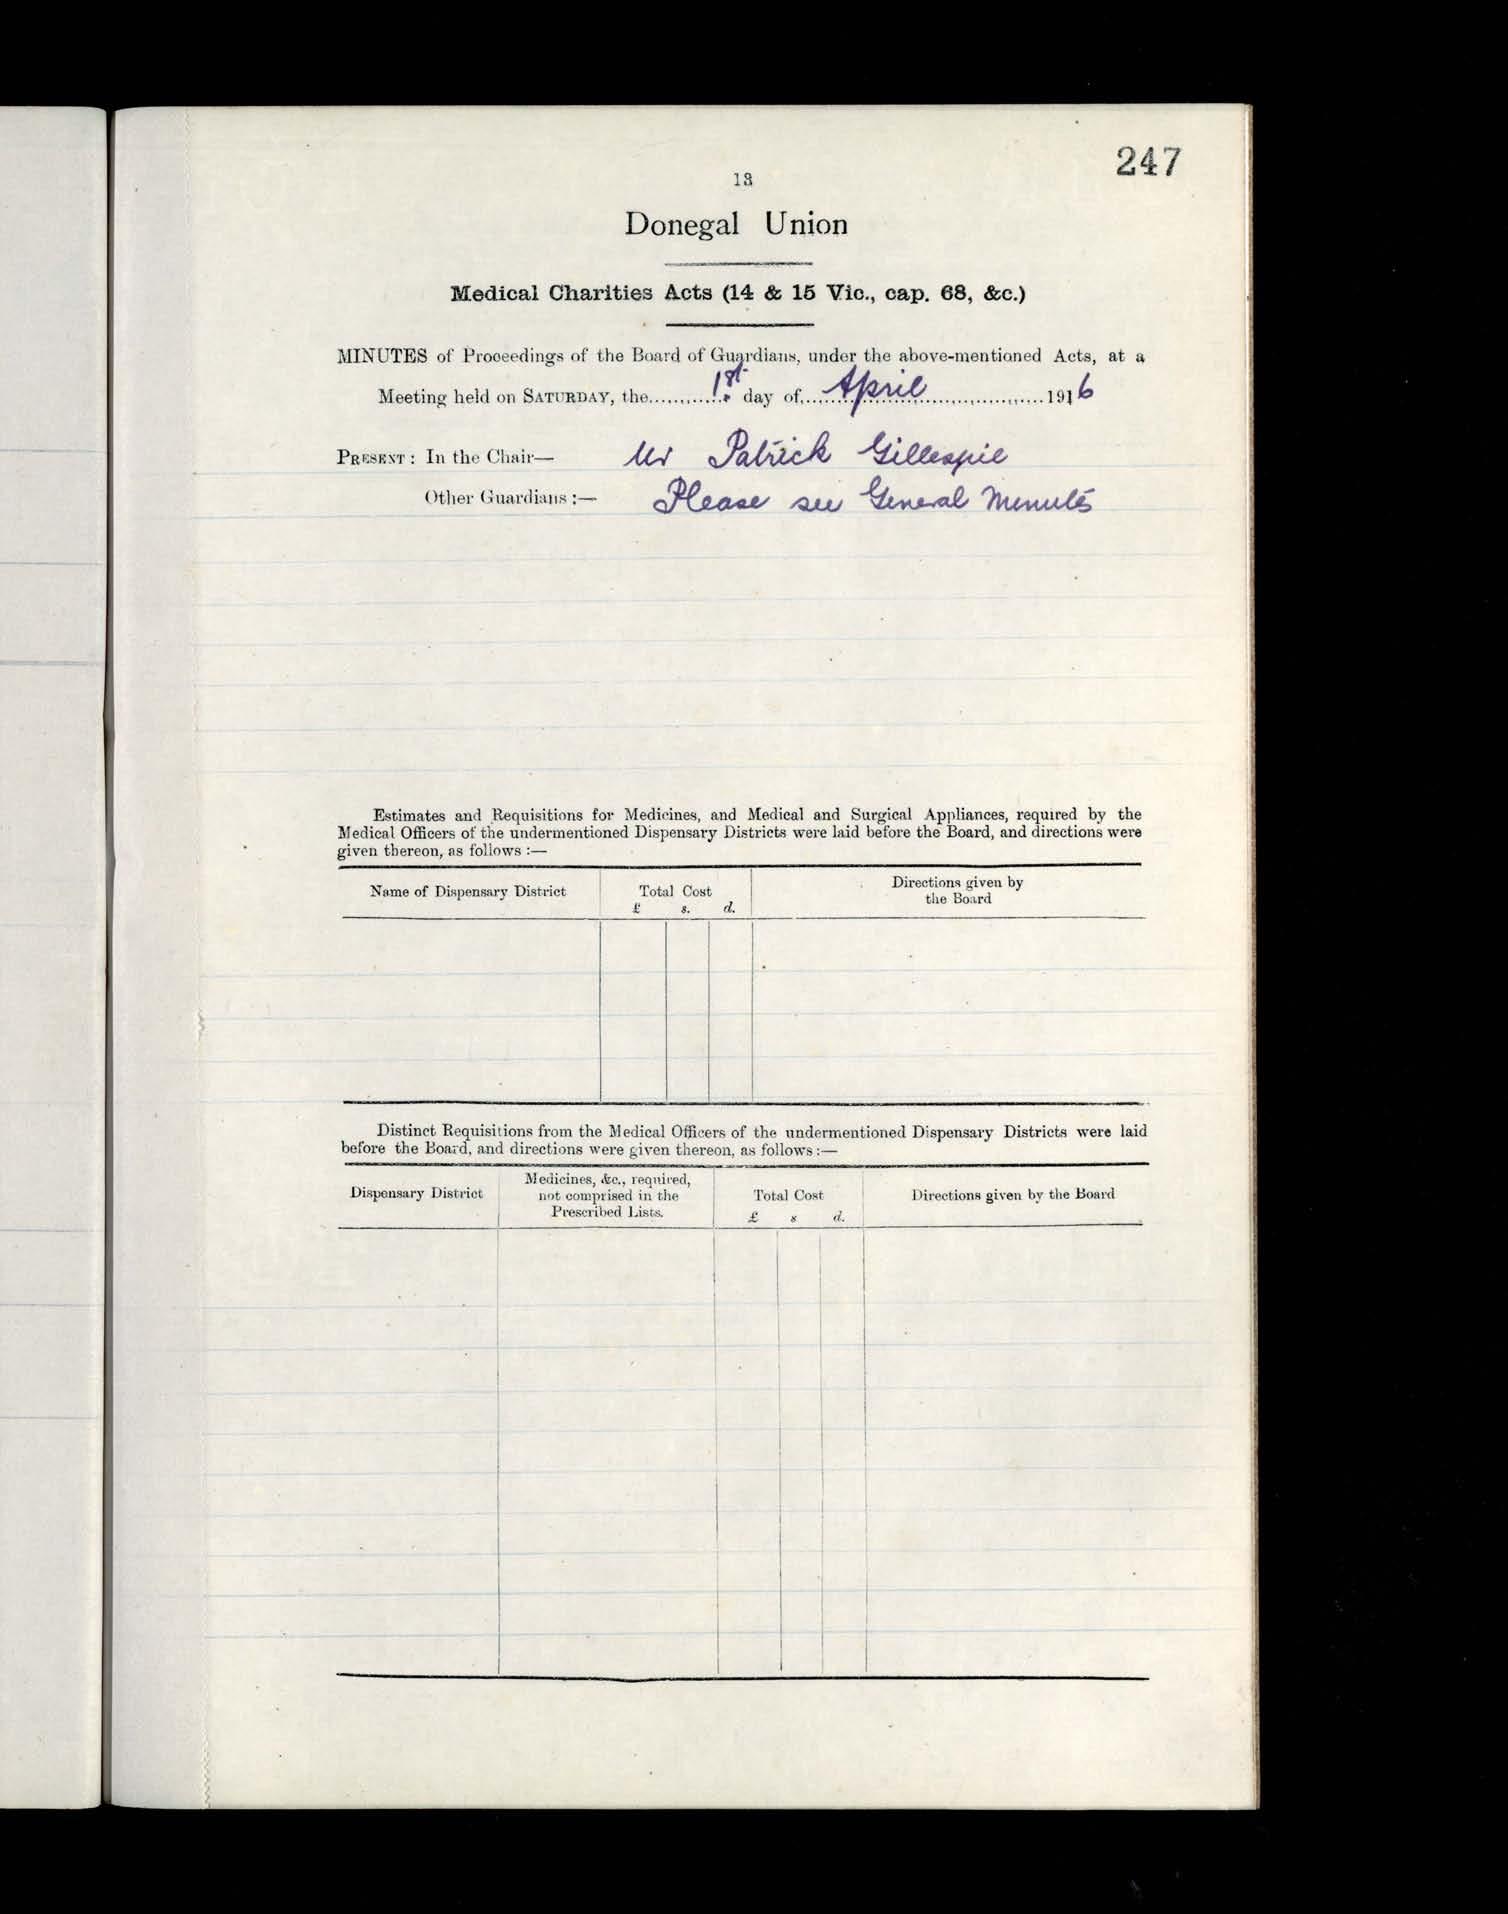 247
13
Donegal Union
Medical Charities Acts (14 & 15 Vic., cap. 68, &c.)
MINUTES of Proceedings of the Board of Guardians, under the above-mentioned Acts, at a
Meeting held on SATURDAY, the 1st day of April 1916
PRESENT : In the Chair— Mr Patrick Gillespie
Other Guardians :— Please see General Minutes
Estimates and Requisitions for Medicines, and Medical and Surgical Appliances, required by the
Medical Officers of the undermentioned Dispensary Districts were laid before the Board, and directions were
given thereon, as follows :—
Name of Dispensary District Total Cost Directions given by
the Board
£ s. d.
Distinct Requisitions from the Medical Officers of the undermentioned Dispensary Districts were laid
before the Board, and directions were given thereon, as follows :—
Dispensary District Medicines, &c., required,
not comprised in the
Prescribed Lists. Total Cost Directions given by the Board
£ s d.